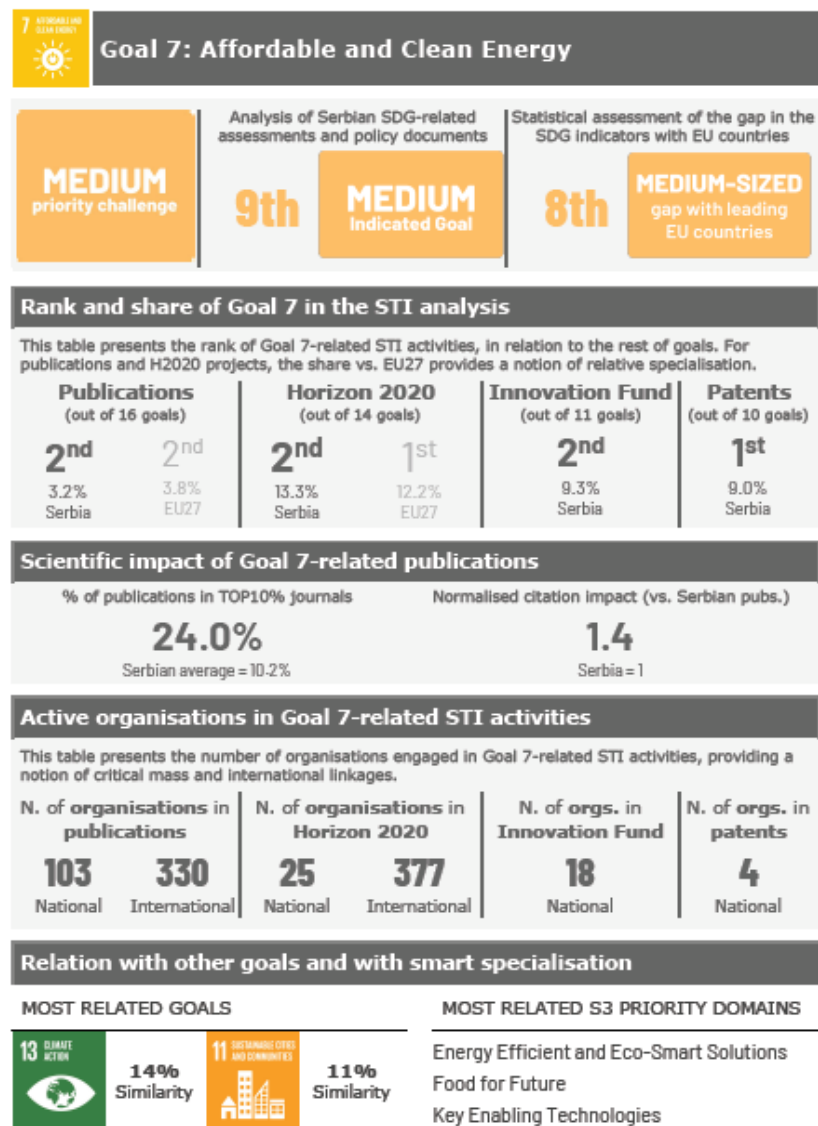 7 AFFORDABLE AND
CLEAN ENERGY
Goal 7: Affordable and Clean Energy
MEDIUM
priority challenge
Analysis of Serbian SDG-related
assessments and policy documents
9th
MEDIUM
Indicated Goal
Statistical assessment of the gap in the
SDG indicators with EU countries
8th
MEDIUM-SIZED
gap with leading
EU countries
Rank and share of Goal 7 in the STI analysis
This table presents the rank of Goal 7-related STI activities, in relation to the rest of goals. For
publications and H2020 projects, the share vs. EU27 provides a notion of relative specialisation.
Publications
(out of 16 goals)
2nd
3.2%
Serbia
2nd
3.8%
EU27
Horizon 2020
(out of 14 goals)
2nd
13.3%
Serbia
1st
12.2%
EU27
Innovation Fund
(out of 11 goals)
2nd
9.3%
Serbia
Patents
(out of 10 goals)
1st
9.0%
Serbia
Scientific impact of Goal 7-related publications
% of publications in TOP10% journals
24.0%
Serbian average = 10.2%
Normalised citation impact (vs. Serbian pubs.)
1.4
Serbia = 1
Active organisations in Goal 7-related STI activities
This table presents the number of organisations engaged in Goal 7-related STI activities, providing a
notion of critical mass and international linkages.
N. of organisations in
publications
103
National
330
International
N. of organisations in
Horizon 2020
25
National
377
International
N. of orgs. in
Innovation Fund
18
National
N. of orgs. in
patents
4
National
Relation with other goals and with smart specialisation
MOST RELATED GOALS
13 CLIMATE
ACTION
14%
Similarity
11 SUSTAINABLE CITIES
AND COMMUNITIES
11%
Similarity
MOST RELATED S3 PRIORITY DOMAINS
Energy Efficient and Eco-Smart Solutions
Food for Future
Key Enabling Technologies